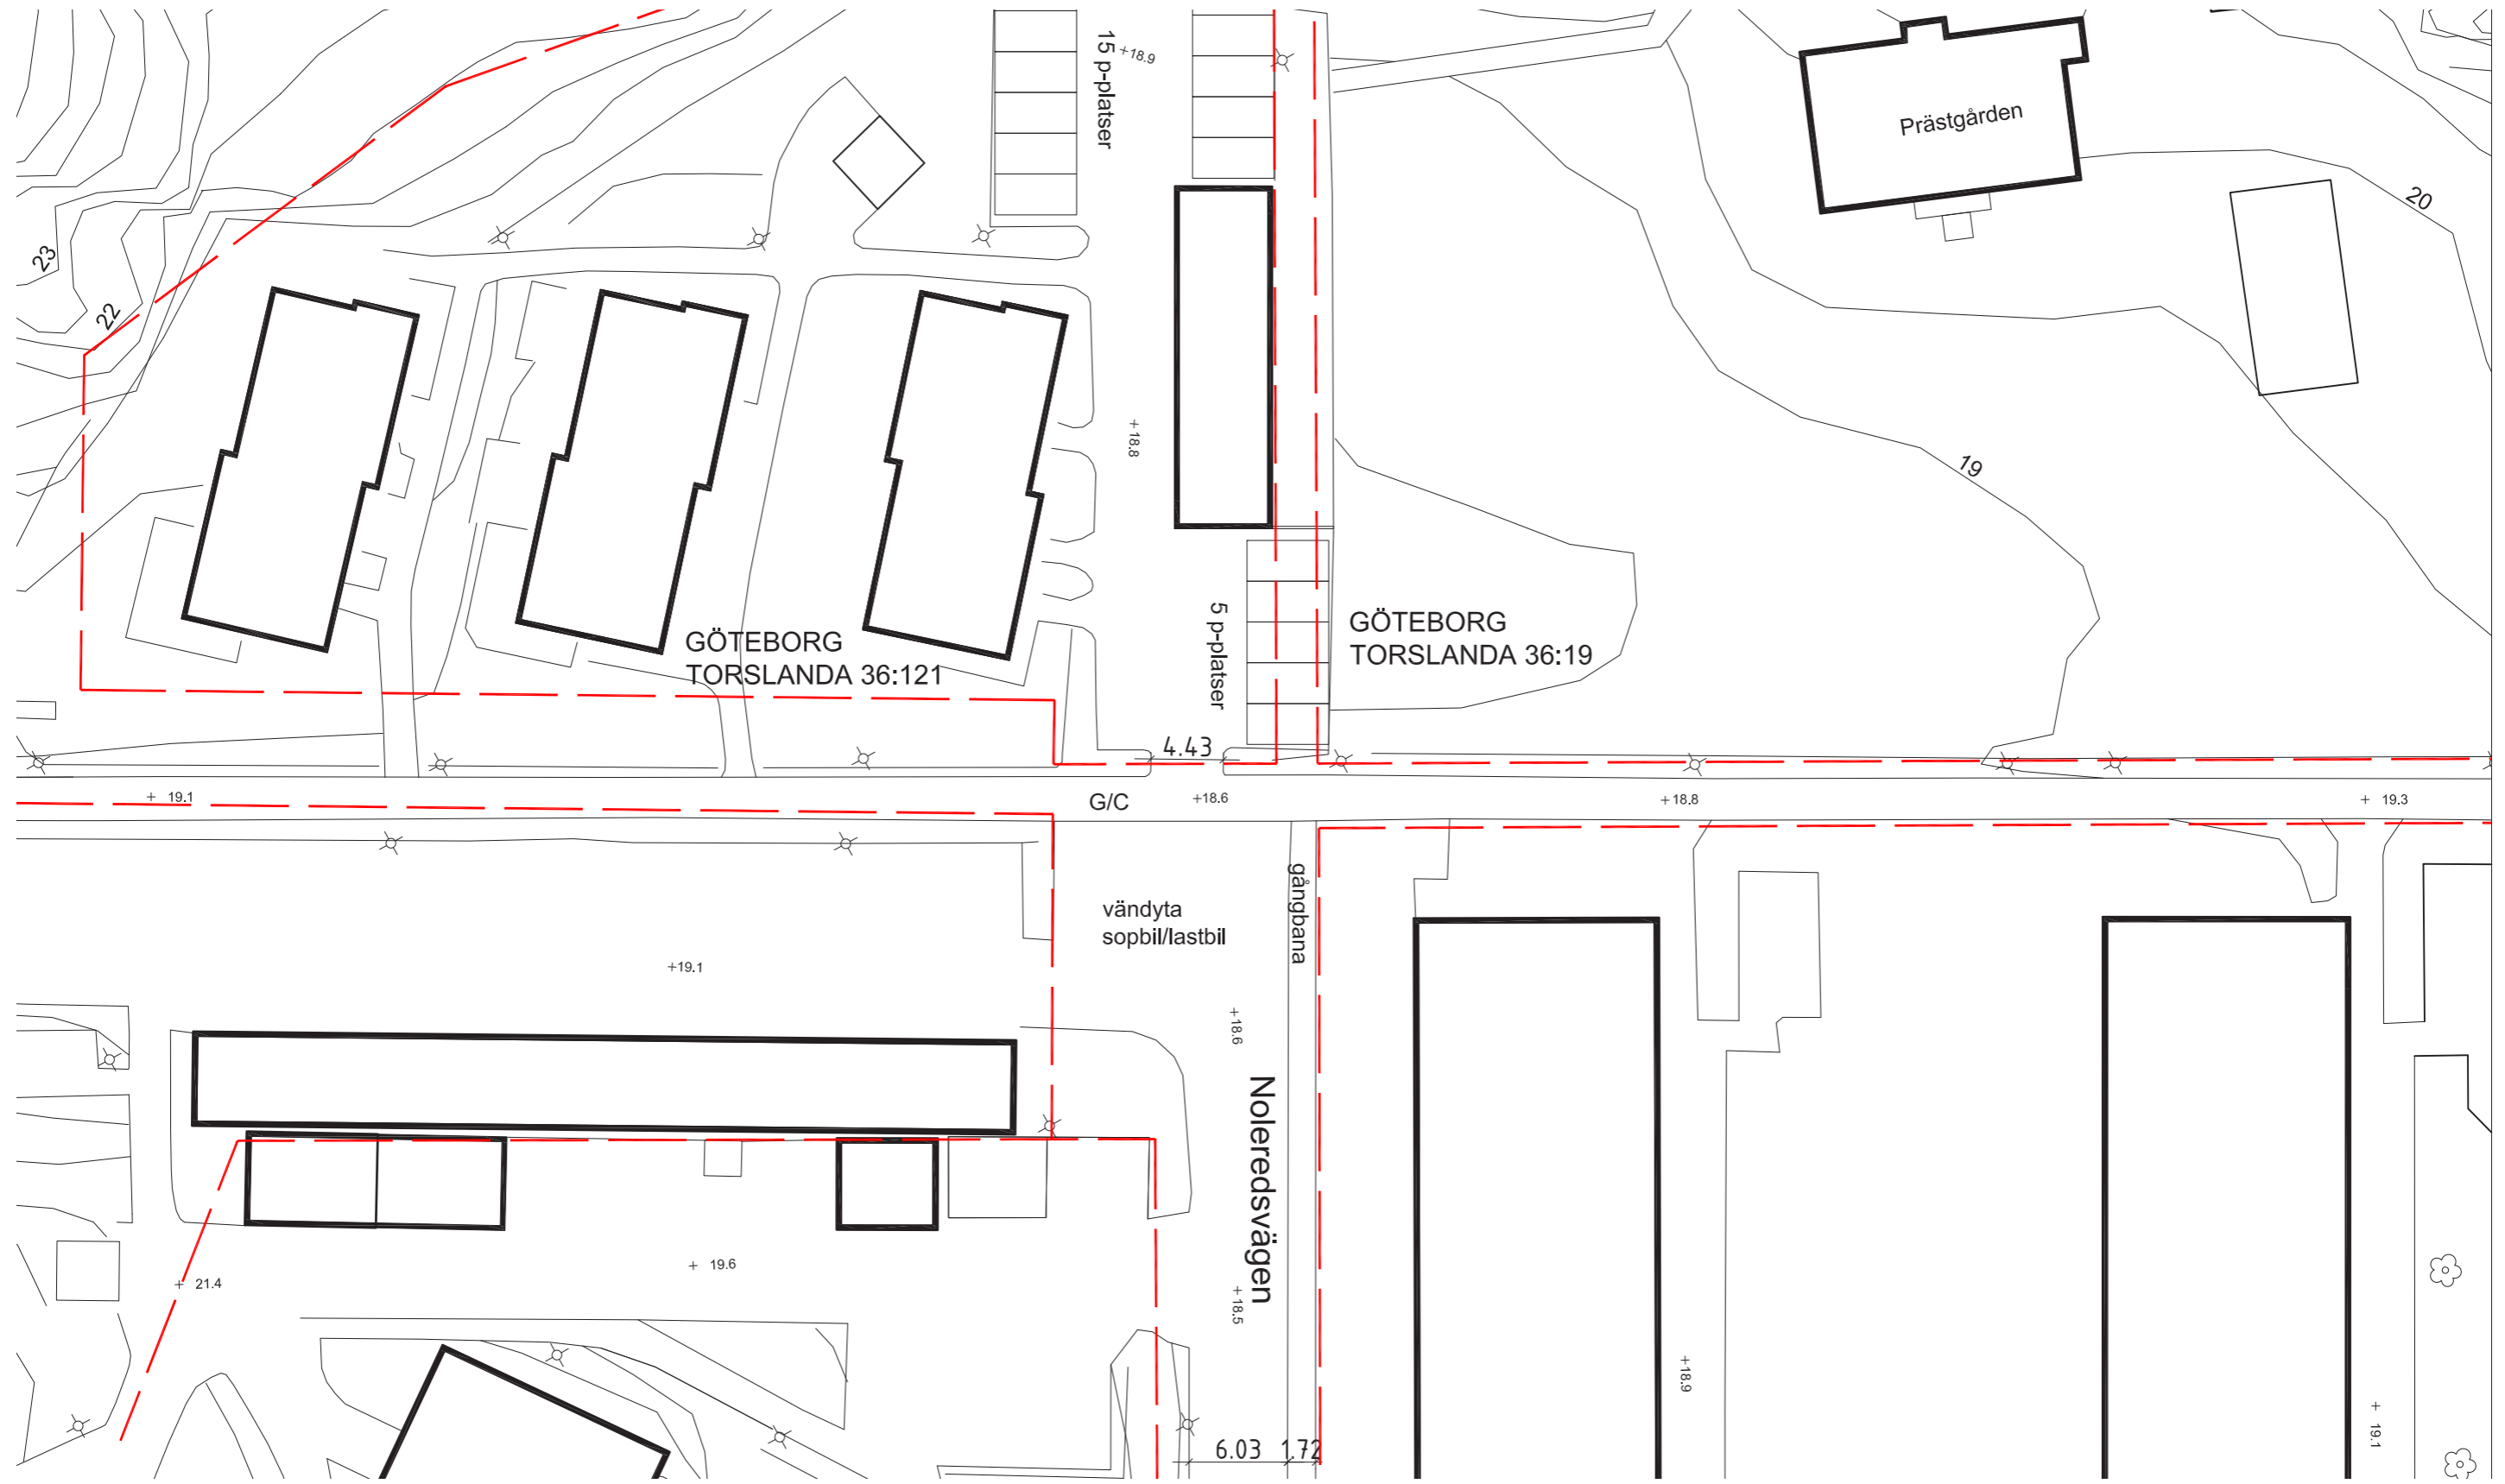 15 p-platser
+18.9
Prästgården
20
23
22
+18.8
19
5 p-platser
GÖTEBORG
TORSLANDA 36:121
GÖTEBORG
TORSLANDA 36:19
4.43
+ 19.1
G/C
+18.6
+18.8
+ 19.3
gångbana
vändyta
sopbil/lastbil
+19.1
+18.6
Noleredsvägen
+ 19.6
+ 21.4
+18.5
+18.9
+ 19.1
6.03 1.72